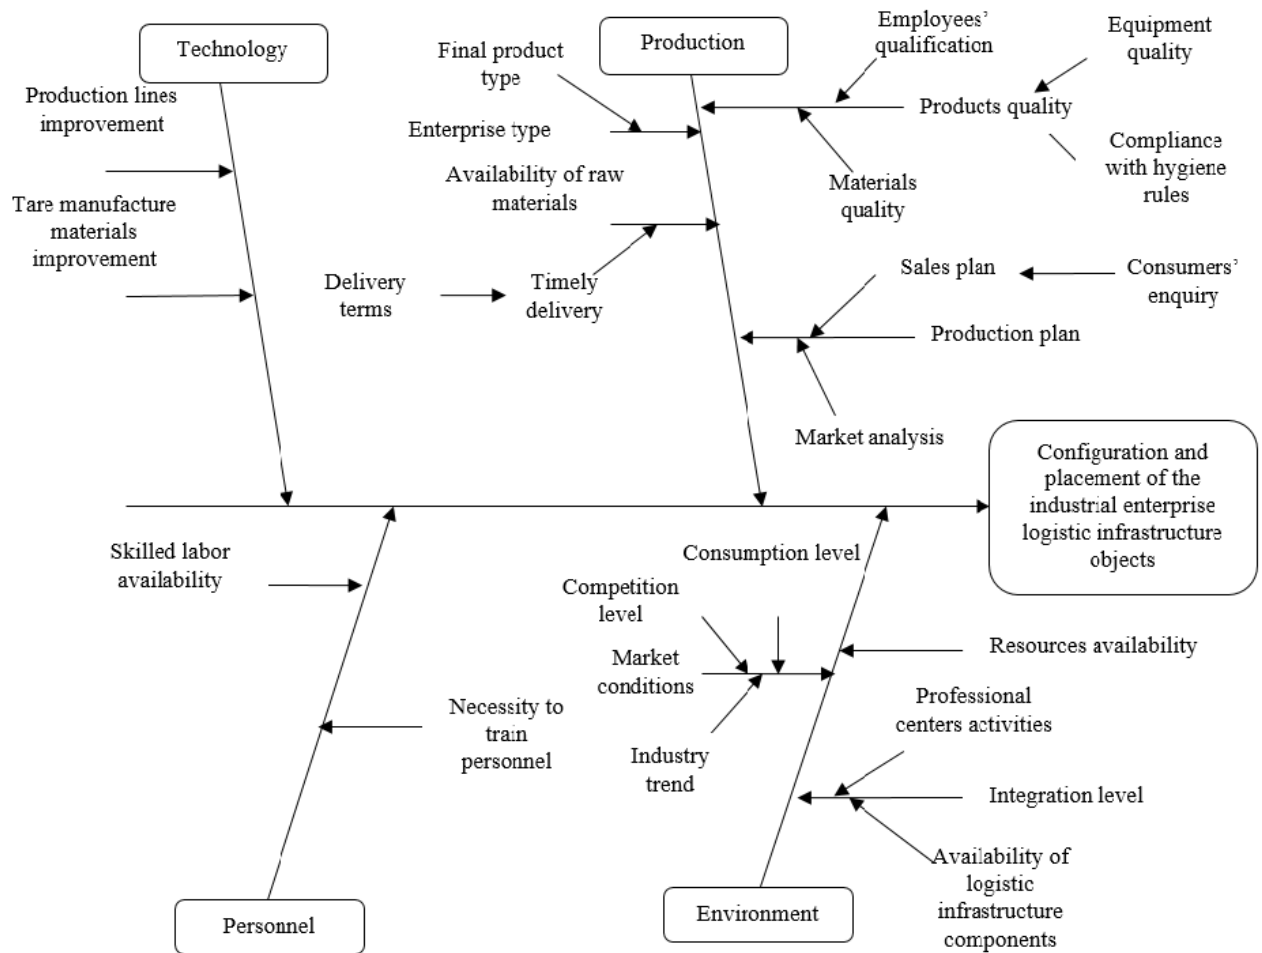 Technology
Production lines
improvement
Tare manufacture
materials
improvement
Production
Final product
type
Enterprise type
Availability of raw
materials
Delivery
terms
Timely
delivery
Employees’
qualification
Equipment
quality
Products quality
Compliance
with hygiene
rules
Materials
quality
Sales plan
Consumers’
enquiry
Production plan
Market analysis
Configuration and
placement of the
industrial enterprise
logistic infrastructure
objects
Skilled labor
availability
Necessity to
train
personnel
Personnel
Consumption level
Competition
level
Market
conditions
Industry
trend
Resources availability
Professional
centers activities
Integration level
Availability of
logistic
infrastructure
components
Environment